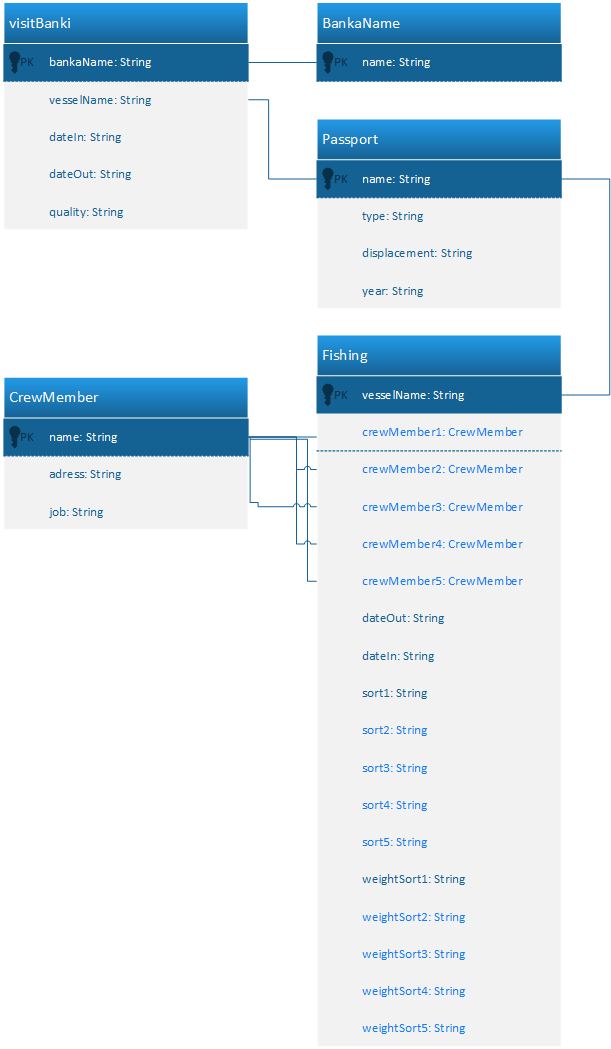 visitBanki
PK bankaName: String
vesselName: String
dateIn: String
dateOut: String
quality: String
BankaName
PK name: String
Passport
PK name: String
type: String
displacement: String
year: String
CrewMember
PK name: String
adress: String
job: String
Fishing
PK vesselName: String
crewMember1: CrewMember
crewMember2: CrewMember
crewMember3: CrewMember
crewMember4: CrewMember
crewMember5: CrewMember
dateOut: String
dateIn: String
sort1: String
sort2: String
sort3: String
sort4: String
sort5: String
weightSort1: String
weightSort2: String
weightSort3: String
weightSort4: String
weightSort5: String